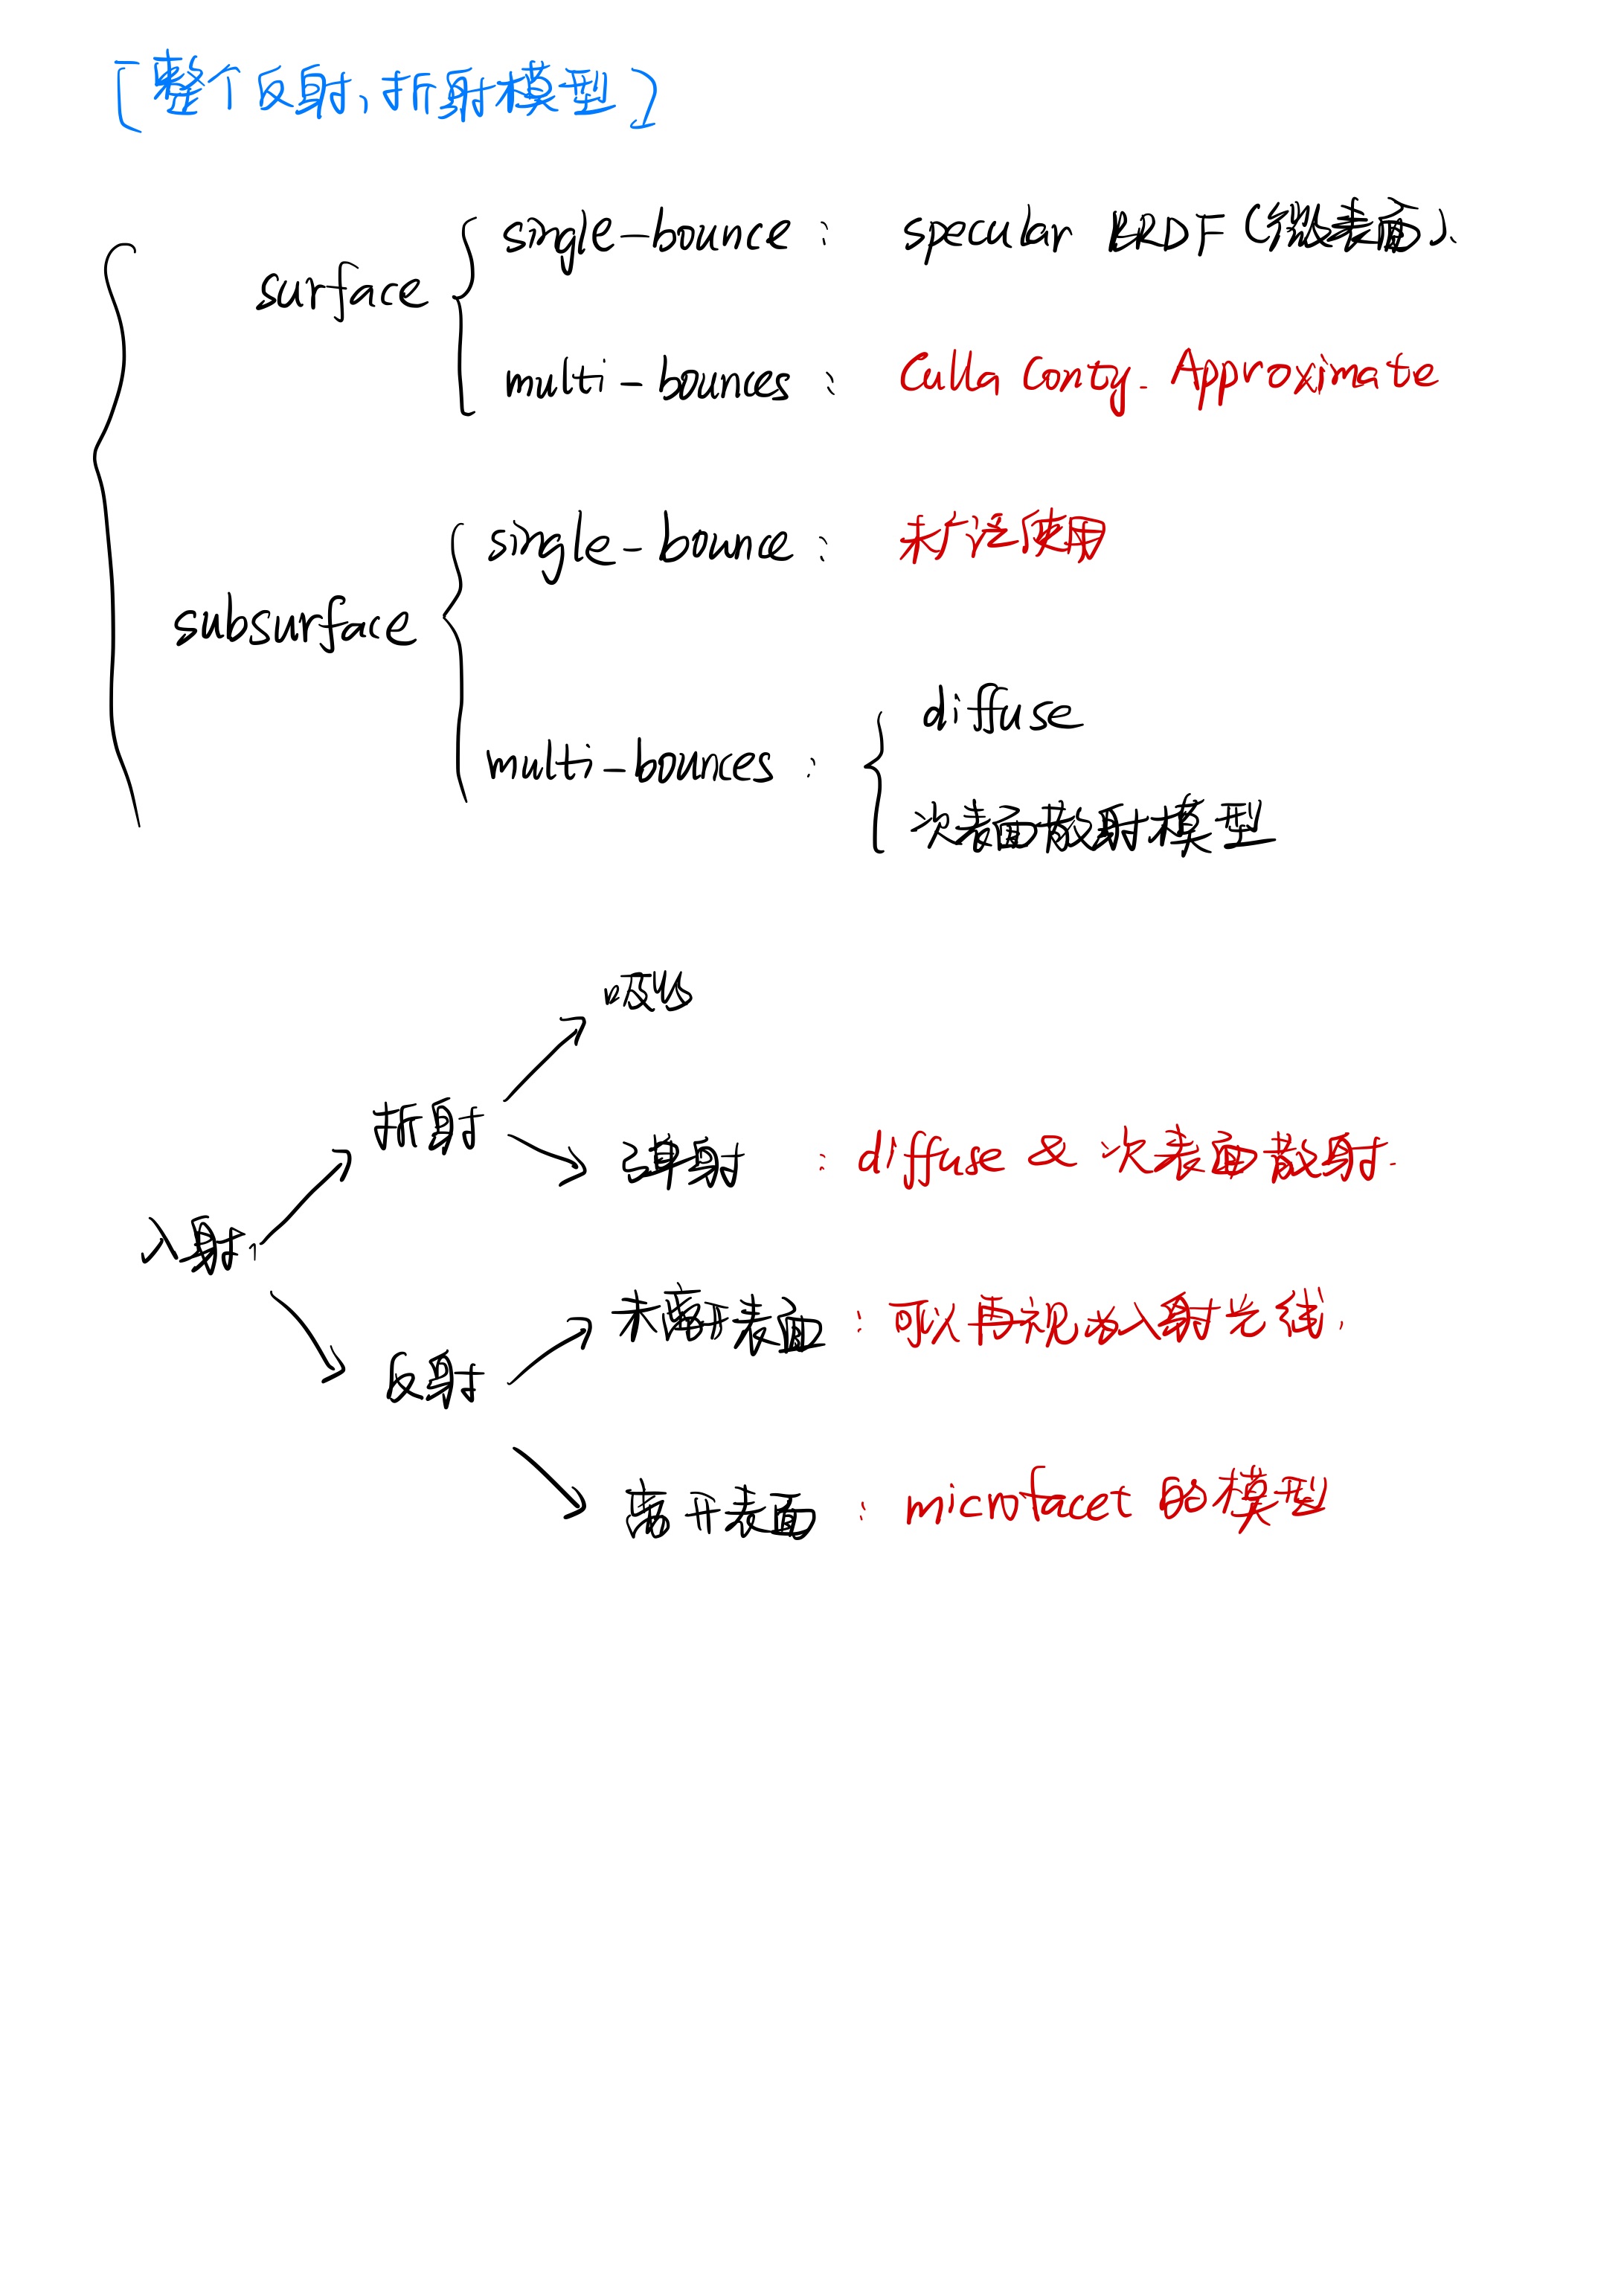 [整个反射、折射模型]
single-bounce: specular BRDF (微表面).
surface
multi-bounces: Culla Conty. Approximate
single-bounce: 未广泛使用
subsurface
diffuse
multi-bounces:
次表面散射模型
吸收
折射
弹射 : diffuse & 次表面散射.
入射,
未离开表面: 可以再视为入射光线,
反射
离开表面: microfacet 的模型